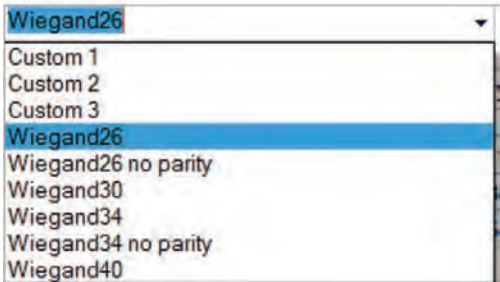 Wiegand26
Custom 1
Custom 2
Custom 3
Wiegand26
Wiegand26 no parity
Wiegand30
Wiegand34
Wiegand34 no parity
Wiegand40